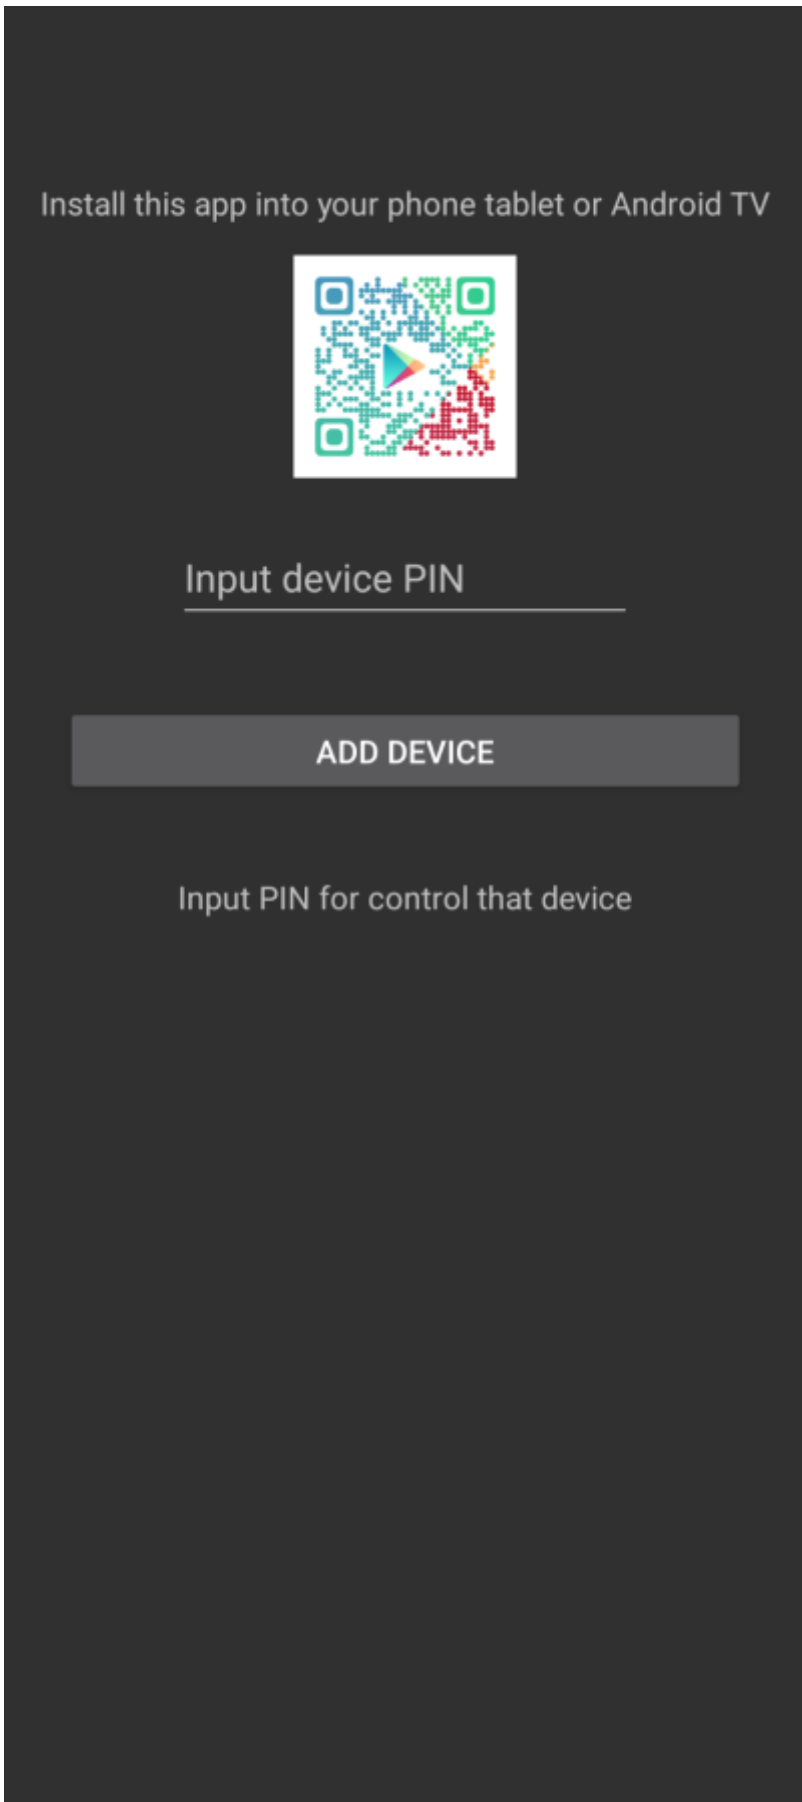 Install this app into your phone tablet or Android TV
Input device PIN
ADD DEVICE
Input PIN for control that device